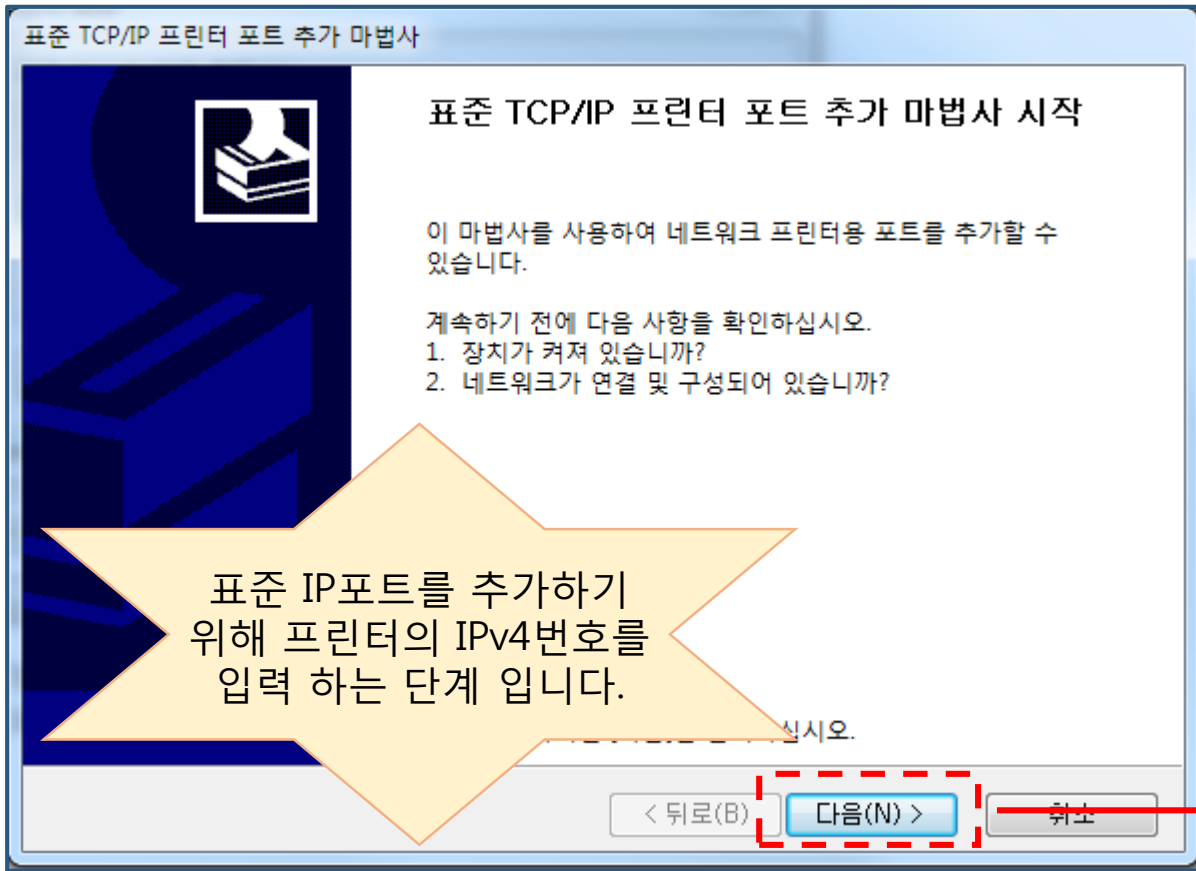 표준 TCP/IP 프린터 포트 추가 마법사
표준 TCP/IP 프린터 포트 추가 마법사 시작
이 마법사를 사용하여 네트워크 프린터용 포트를 추가할 수
있습니다.
계속하기 전에 다음 사항을 확인하십시오.
1. 장치가 켜져 있습니까?
2. 네트워크가 연결 및 구성되어 있습니까?
표준 IP포트를 추가하기
위해 프린터의 IPv4번호를
입력 하는 단계 입니다.
십시오.
< 뒤로(B)
다음(N) >
취소